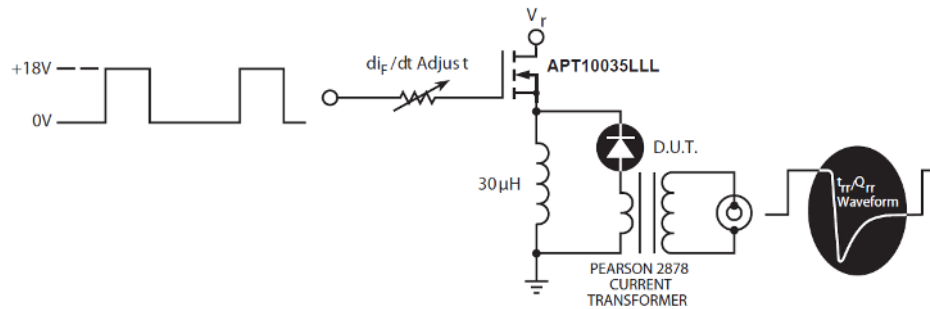 V_r
+18V
di_F/dt Adjust
APT10035LLL
0V
D.U.T.
30µH
t_rr/Q_rr
Waveform
PEARSON 2878
CURRENT
TRANSFORMER